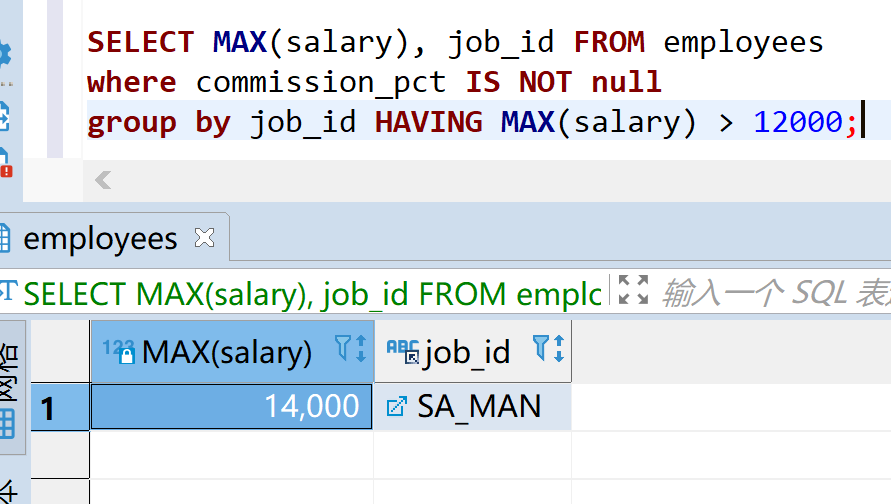 SELECT MAX(salary), job_id FROM employees
where commission_pct IS NOT null
group by job_id HAVING MAX(salary) > 12000;
employees
SELECT MAX(salary), job_id FROM emplc
输入一个 SQL 表
网格
123 MAX(salary)
ABC job_id
1
14,000
SA_MAN